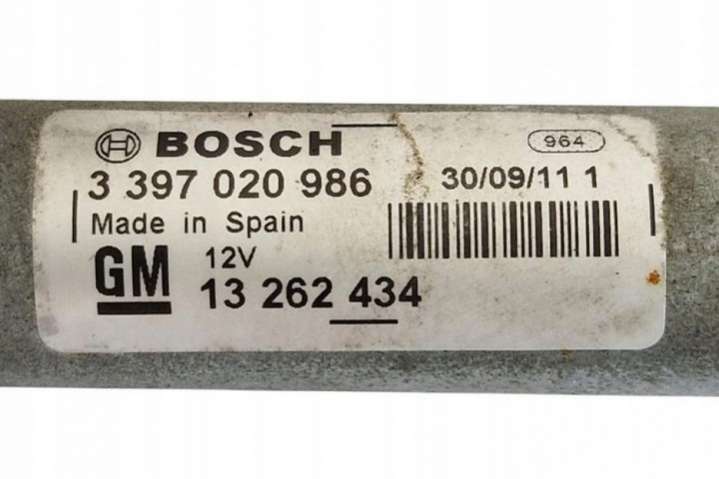 BOSCH 964
3 397 020 986 30/09/11 1
Made in Spain
GM 12V
13 262 434